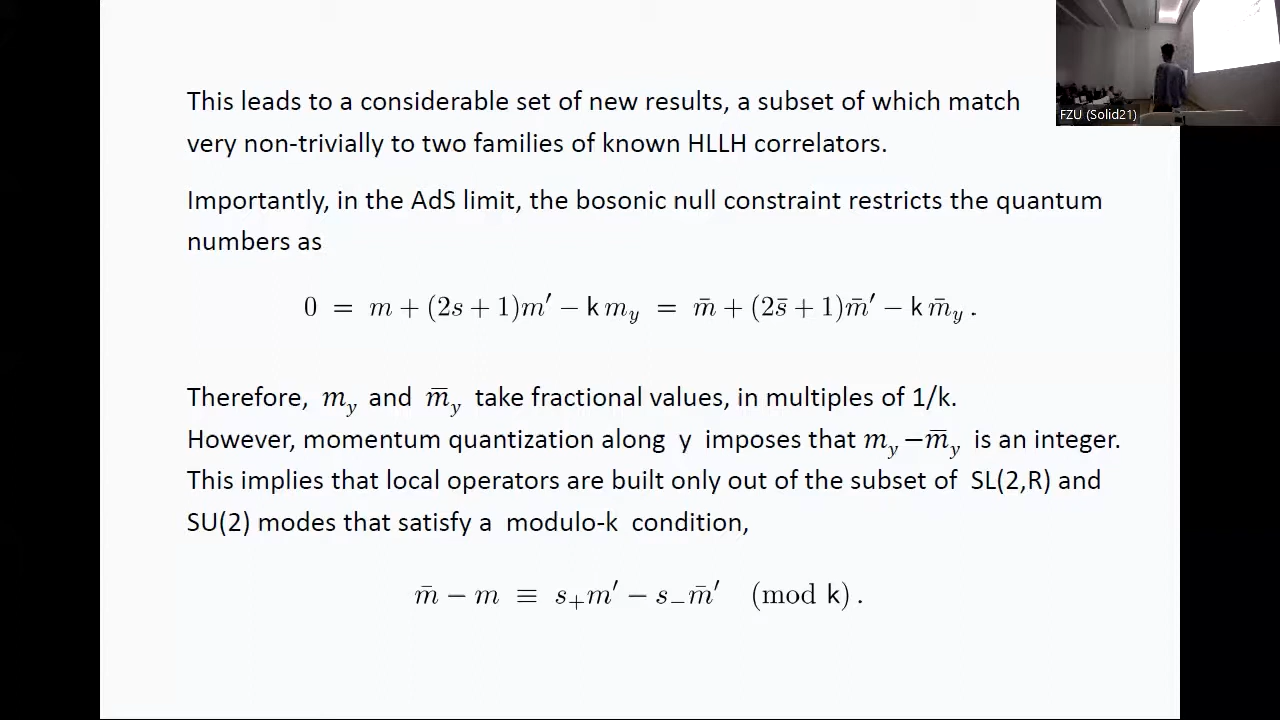 This leads to a considerable set of new results, a subset of which match
very non-trivially to two families of known HLLH correlators.
Importantly, in the AdS limit, the bosonic null constraint restricts the quantum
numbers as
0 = m + (2s + 1)m′ − k m_y = m̄ + (2s̄ + 1)m̄′ − k m̄_y .
Therefore, m_y and m̄_y take fractional values, in multiples of 1/k.
However, momentum quantization along y imposes that m_y − m̄_y is an integer.
This implies that local operators are built only out of the subset of SL(2,R) and
SU(2) modes that satisfy a modulo-k condition,
m̄ − m ≡ s₊m′ − s₋m̄′ (mod k) .
FZU (Solid21)